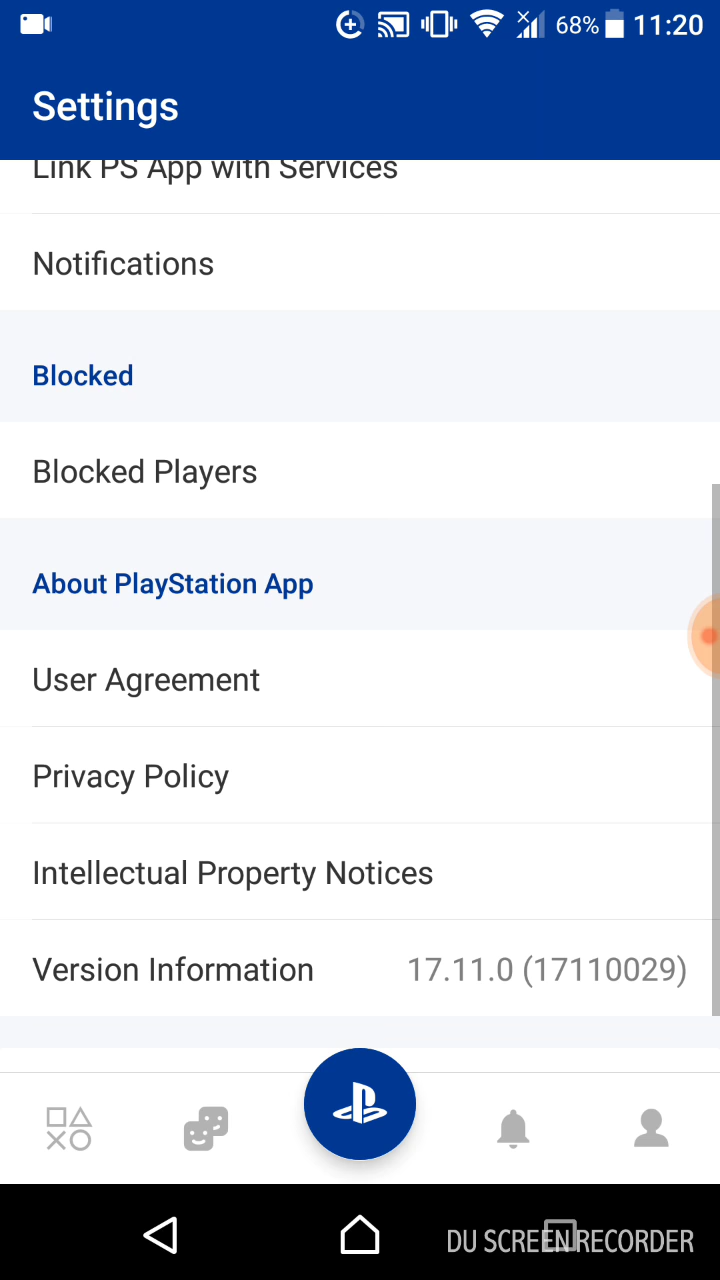 68% 11:20
Settings
Link PS App with Services
Notifications
Blocked
Blocked Players
About PlayStation App
User Agreement
Privacy Policy
Intellectual Property Notices
Version Information 17.11.0 (17110029)
DU SCREEN RECORDER